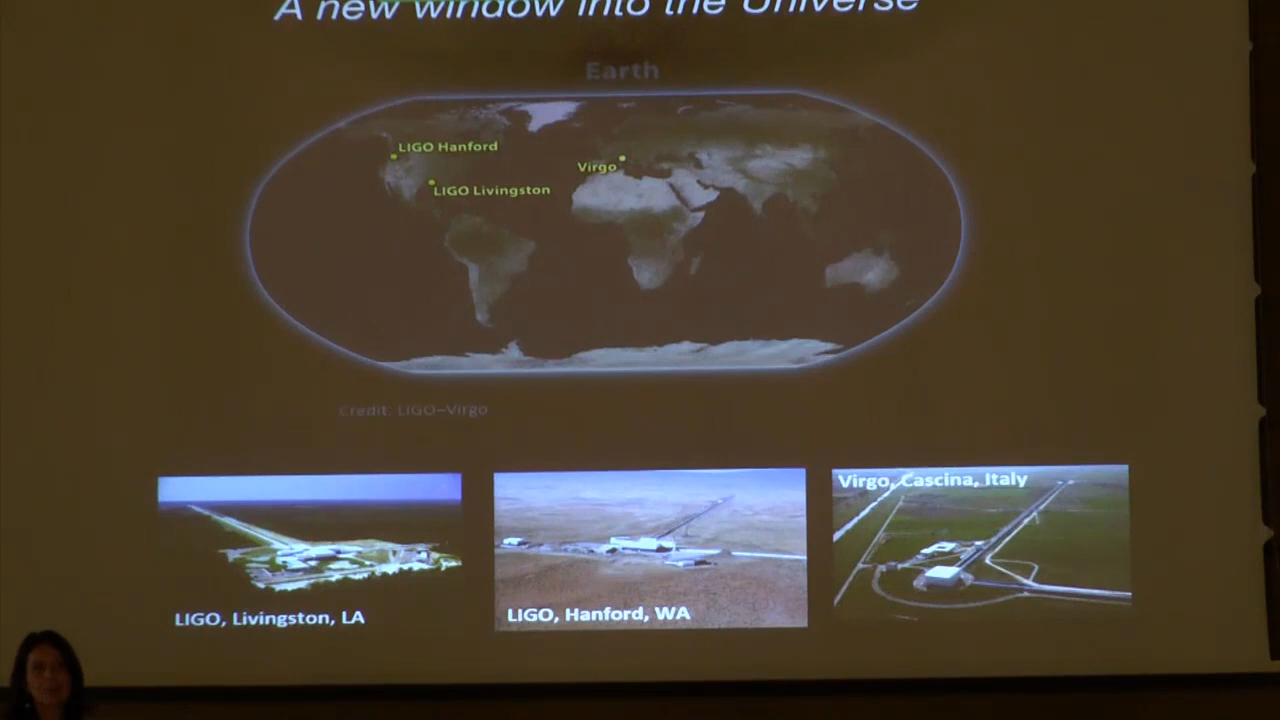 A new window into the Universe
Earth
LIGO Hanford
Virgo
LIGO Livingston
Credit: LIGO–Virgo
Virgo, Cascina, Italy
LIGO, Livingston, LA
LIGO, Hanford, WA